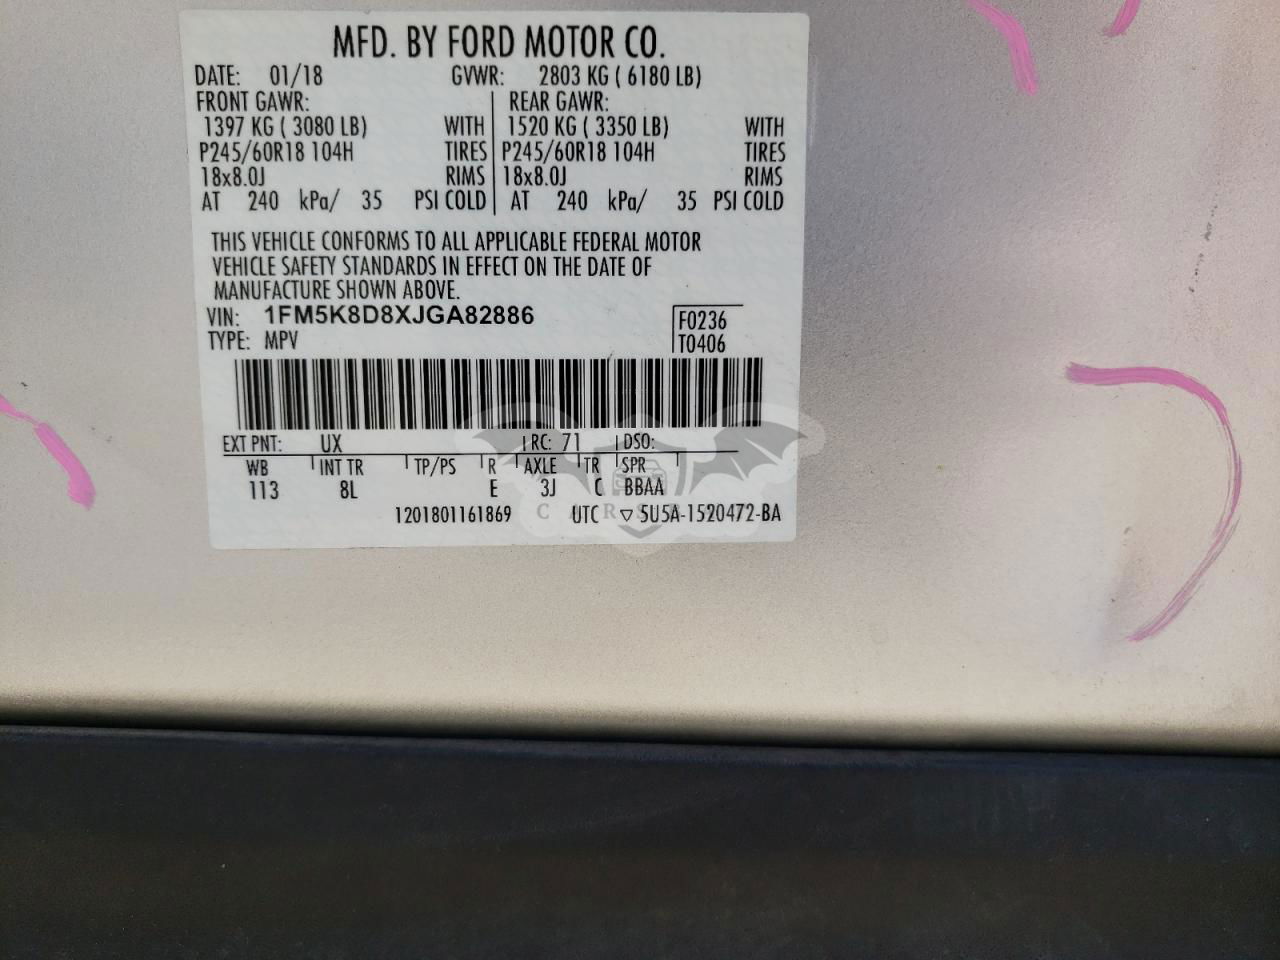 MFD. BY FORD MOTOR CO.
DATE: 01/18 GVWR: 2803 KG ( 6180 LB)
FRONT GAWR: REAR GAWR:
1397 KG ( 3080 LB) WITH 1520 KG ( 3350 LB) WITH
P245/60R18 104H TIRES P245/60R18 104H TIRES
18x8.0J RIMS 18x8.0J RIMS
AT 240 kPa/ 35 PSI COLD AT 240 kPa/ 35 PSI COLD
THIS VEHICLE CONFORMS TO ALL APPLICABLE FEDERAL MOTOR
VEHICLE SAFETY STANDARDS IN EFFECT ON THE DATE OF
MANUFACTURE SHOWN ABOVE.
VIN: 1FM5K8D8XJGA82886 F0236
TYPE: MPV T0406
EXT PNT: UX RC: 71 DSO:
WB INT TR TP/PS R AXLE TR SPR
113 8L E 3J C BBAA
1201801161869 UTC ▽ 5U5A-1520472-BA